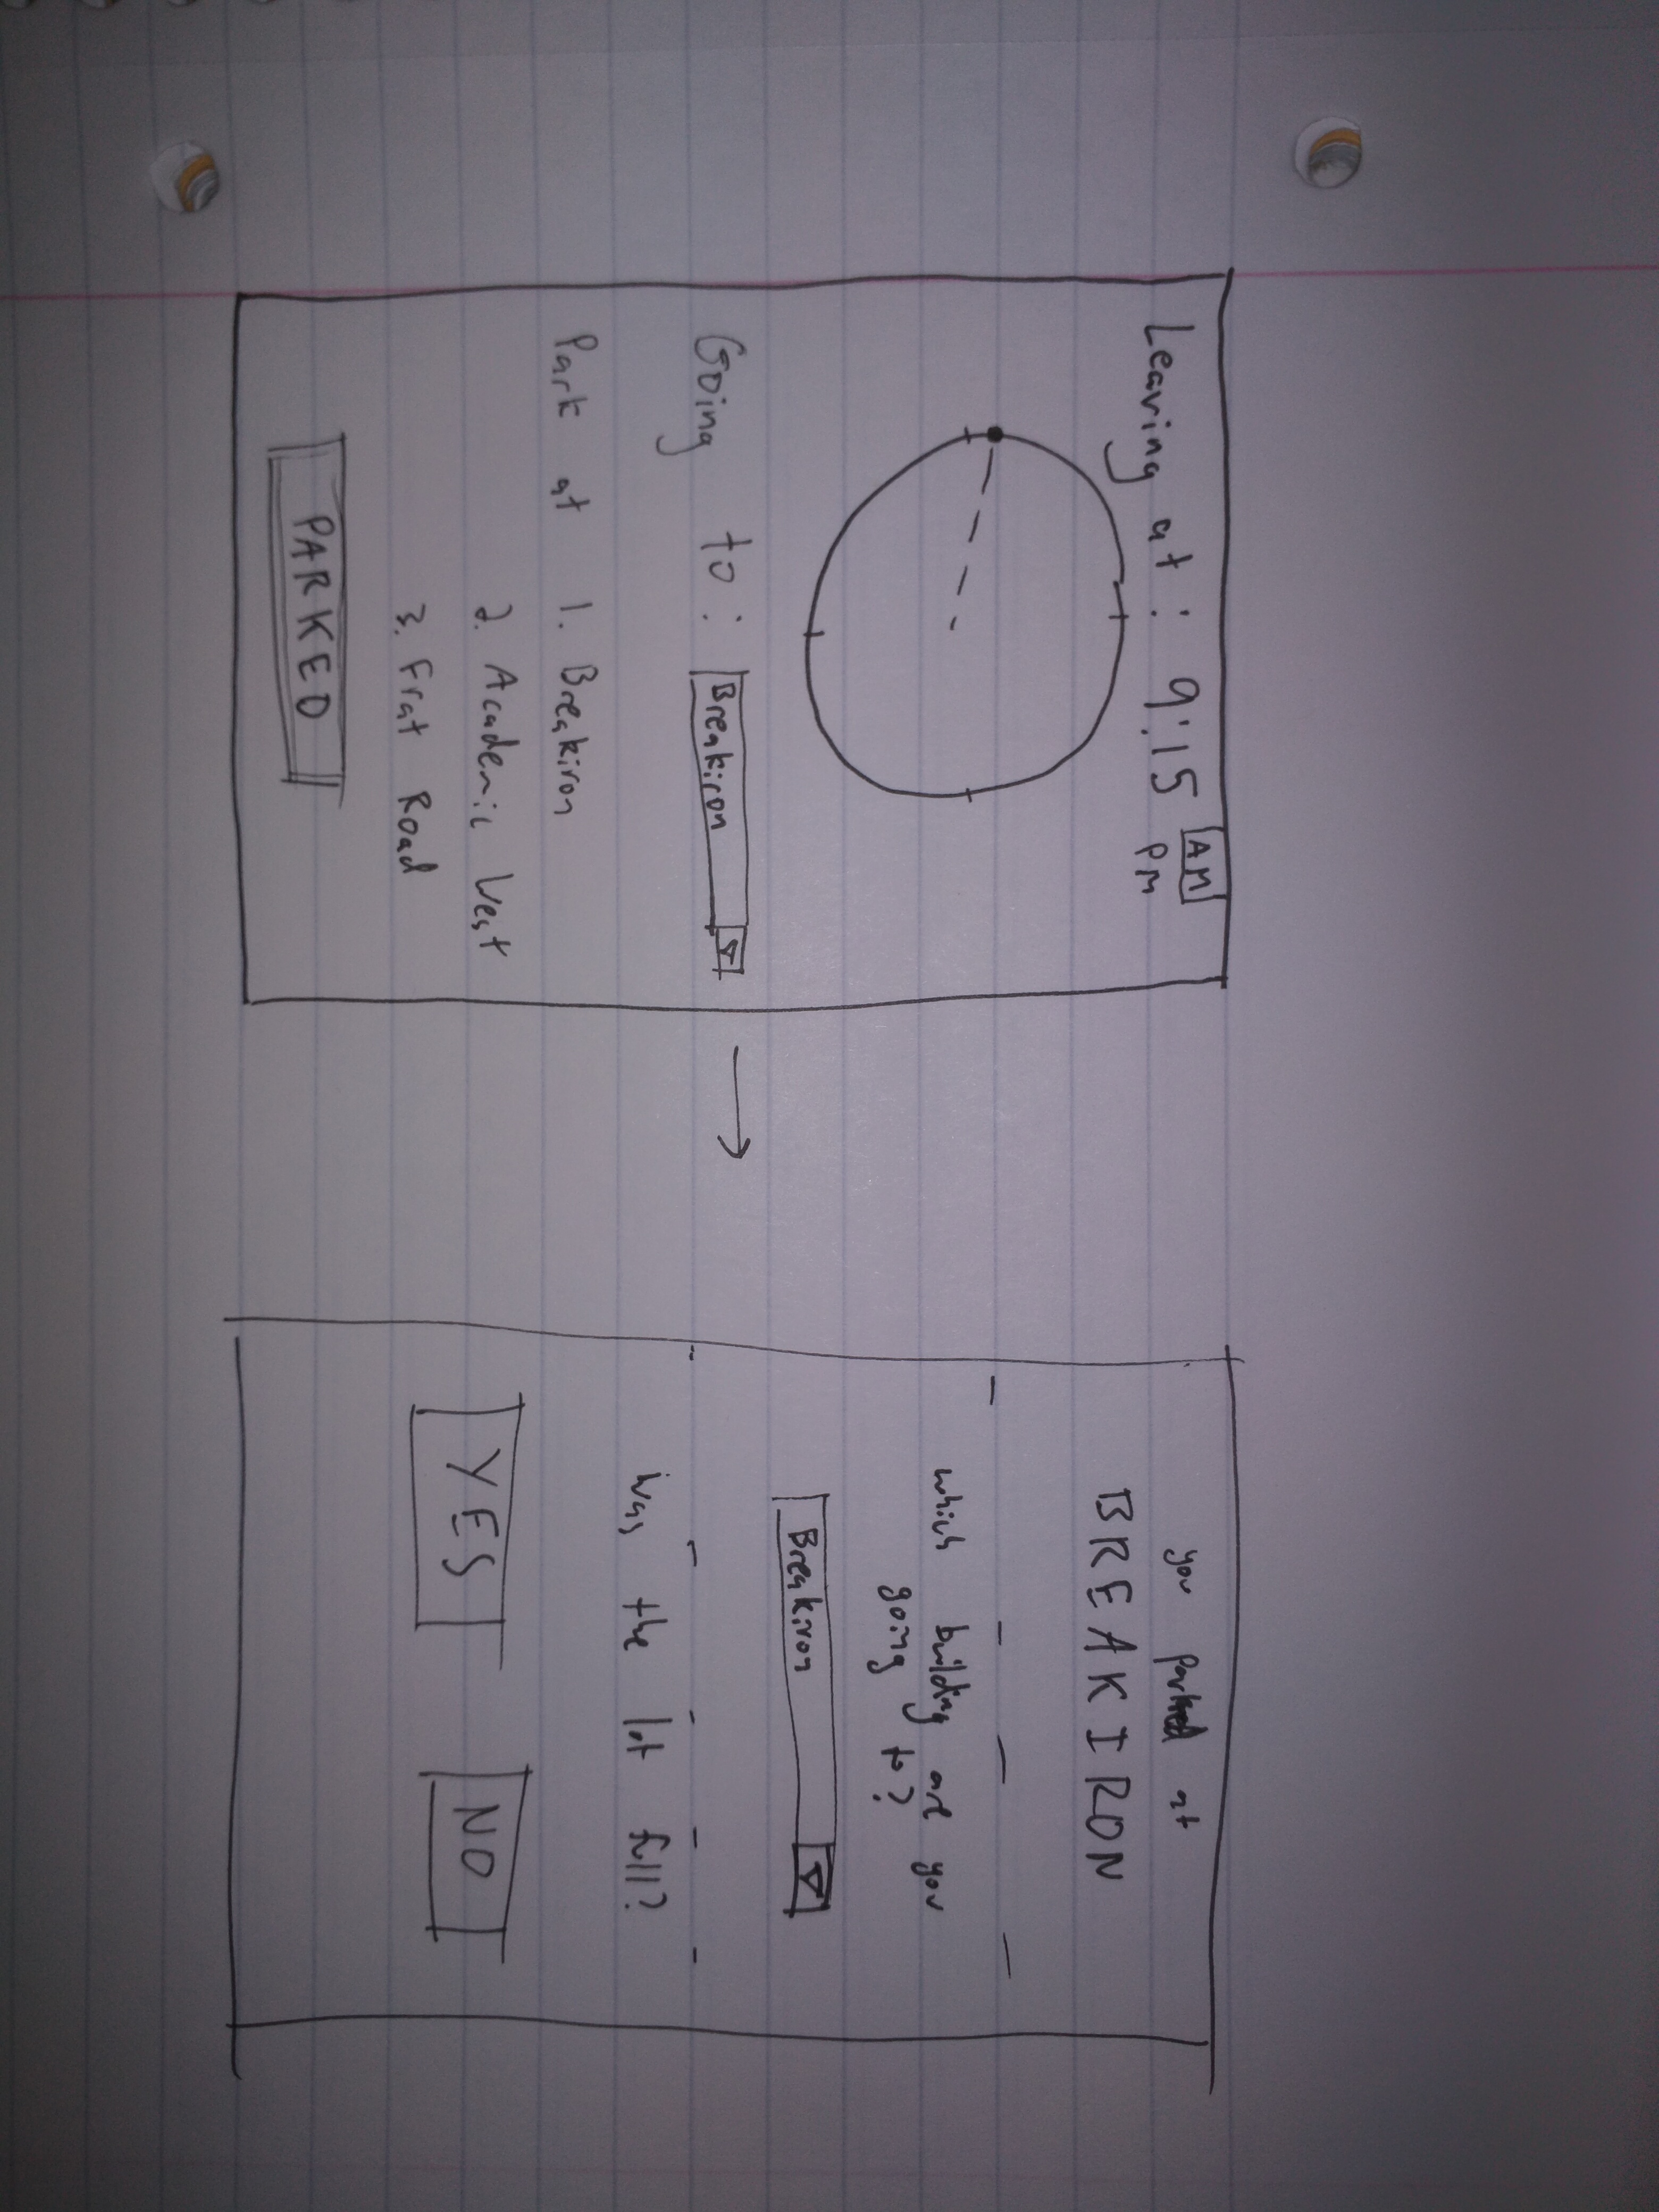 Leaving at: 9:15 AM
PM
Going to: Breakiron
Park at 1. Breakiron
2. Academic West
3. Frat Road
PARKED
you parked at
BREAKIRON
which building are you
going to?
Breakiron
Was the lot full?
YES NO